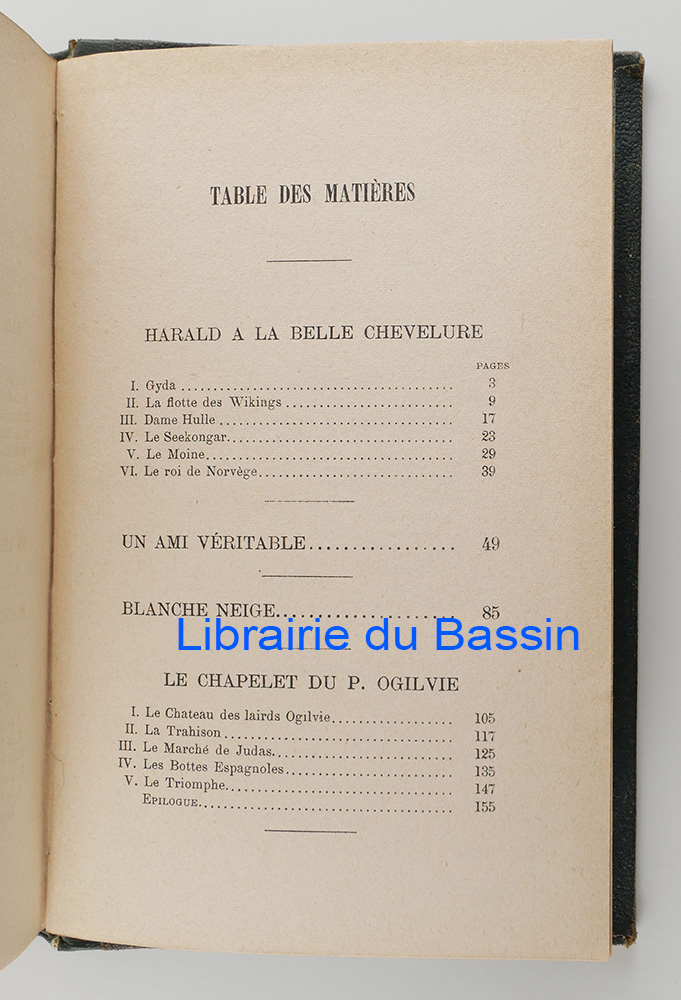 TABLE DES MATIÈRES
HARALD A LA BELLE CHEVELURE
PAGES
I. Gyda ........................................ 3
II. La flotte des Wikings ........................ 9
III. Dame Hulle ................................... 17
IV. Le Seekongar................................... 23
V. Le Moine ..................................... 29
VI. Le roi de Norvège.............................. 39
UN AMI VÉRITABLE................. 49
BLANCHE NEIGE..................... 85
Librairie du Bassin
LE CHAPELET DU P. OGILVIE
I. Le Chateau des lairds Ogilvie.................. 105
II. La Trahison ................................... 117
III. Le Marché de Judas........................... 125
IV. Les Bottes Espagnoles......................... 135
V. Le Triomphe................................... 147
EPILOGUE....................................... 155